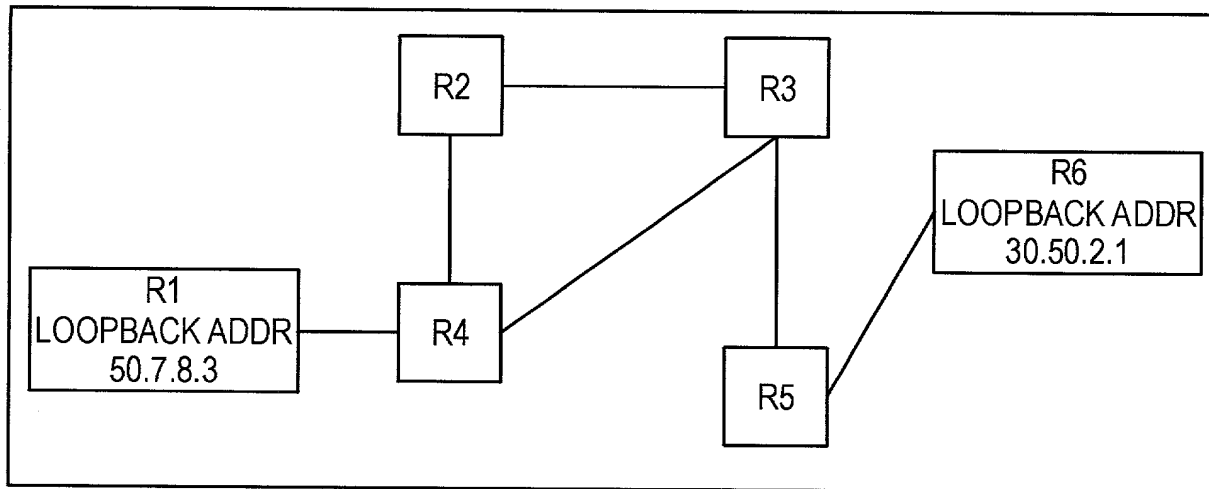 R2
R3
R6
LOOPBACK ADDR
30.50.2.1
R1
LOOPBACK ADDR
50.7.8.3
R4
R5